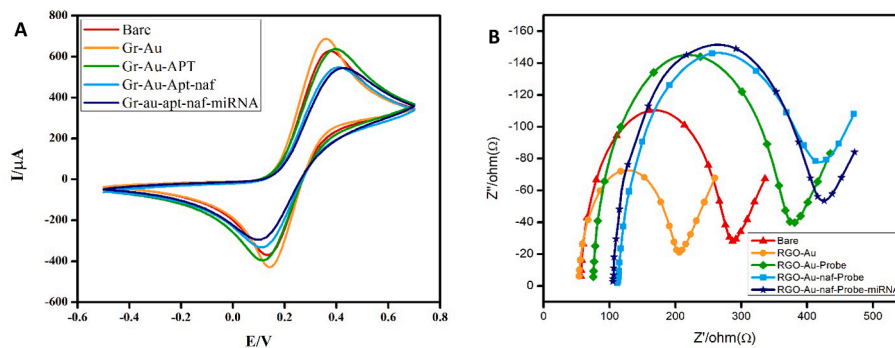 A
Bare
Gr-Au
Gr-Au-APT
Gr-Au-Apt-naf
Gr-au-apt-naf-miRNA
I/μA
800
600
400
200
0
-200
-400
-600
-0.6
-0.4
-0.2
0.0
0.2
0.4
0.6
0.8
E/V
B
Z''/ohm(Ω)
-160
-140
-120
-100
-80
-60
-40
-20
0
Bare
RGO-Au
RGO-Au-Probe
RGO-Au-naf-Probe
RGO-Au-naf-Probe-miRNA
0
100
200
300
400
500
Z'/ohm(Ω)